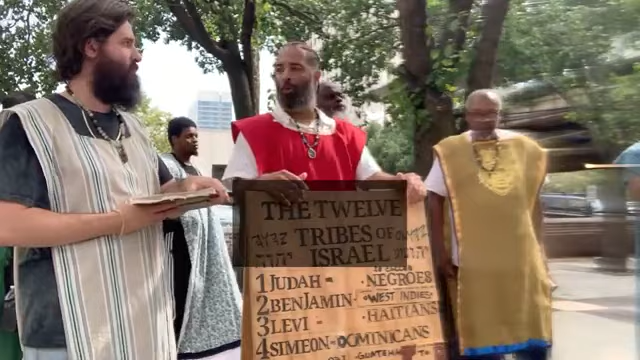 THE TWELVE
TRIBES OF
ISRAEL
1 JUDAH - · NEGROES
2 BENJAMIN · WEST INDIES·
3 LEVI - · HAITIANS
4 SIMEON - DOMINICANS